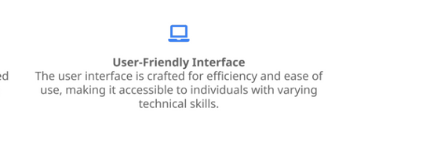 User-Friendly Interface
ed The user interface is crafted for efficiency and ease of
use, making it accessible to individuals with varying
technical skills.